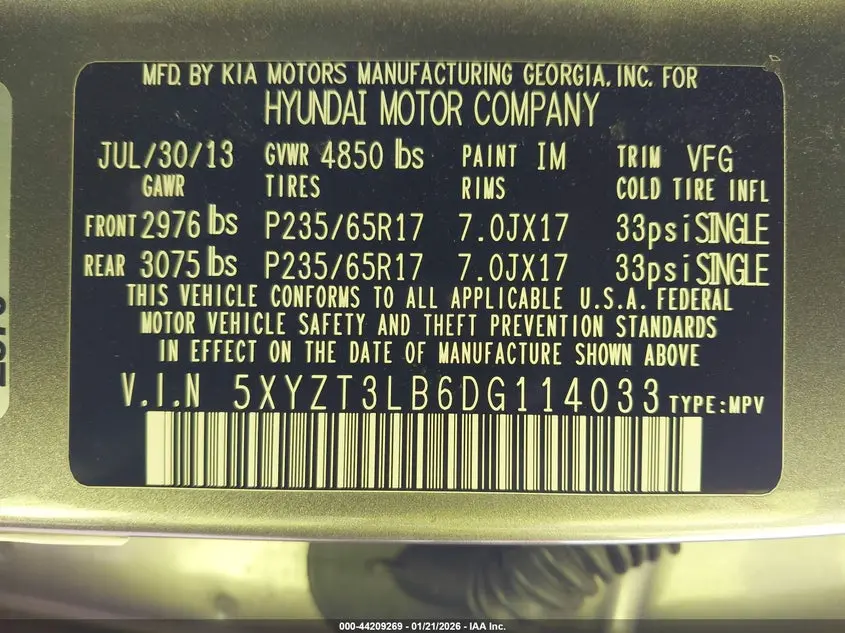 MFD. BY KIA MOTORS MANUFACTURING GEORGIA, INC. FOR
HYUNDAI MOTOR COMPANY
JUL/30/13 GVWR 4850 lbs PAINT IM TRIM VFG
GAWR TIRES RIMS COLD TIRE INFL
FRONT 2976 lbs P235/65R17 7.0JX17 33psi SINGLE
REAR 3075 lbs P235/65R17 7.0JX17 33psi SINGLE
THIS VEHICLE CONFORMS TO ALL APPLICABLE U.S.A. FEDERAL
MOTOR VEHICLE SAFETY AND THEFT PREVENTION STANDARDS
IN EFFECT ON THE DATE OF MANUFACTURE SHOWN ABOVE
V.I.N 5XYZT3LB6DG114033 TYPE:MPV
000-44209269 - 01/21/2026 - IAA Inc.